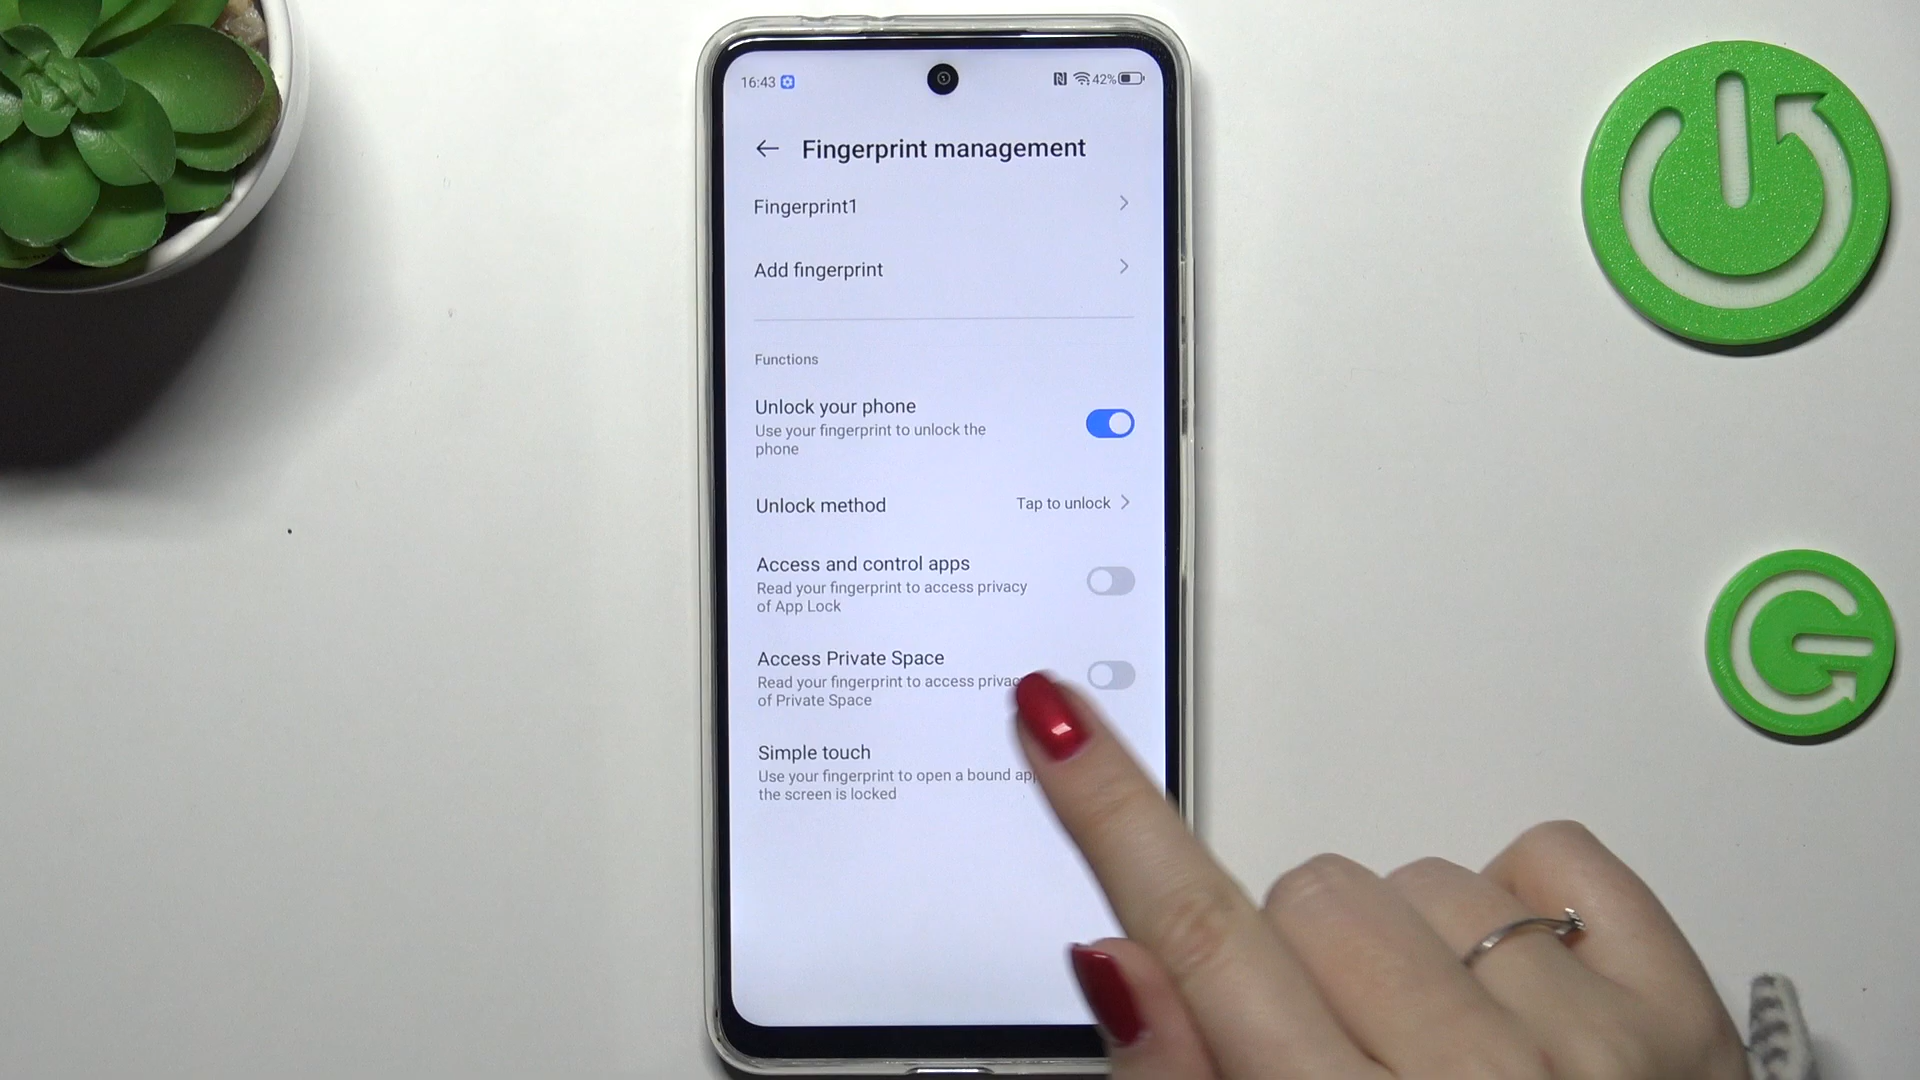 16:43 42%
Fingerprint management
Fingerprint1
Add fingerprint
Functions
Unlock your phone
Use your fingerprint to unlock the
phone
Unlock method Tap to unlock
Access and control apps
Read your fingerprint to access privacy
of App Lock
Access Private Space
Read your fingerprint to access
of Private Space
Simple touch
Use your fingerprint to open a bound
the screen is locked